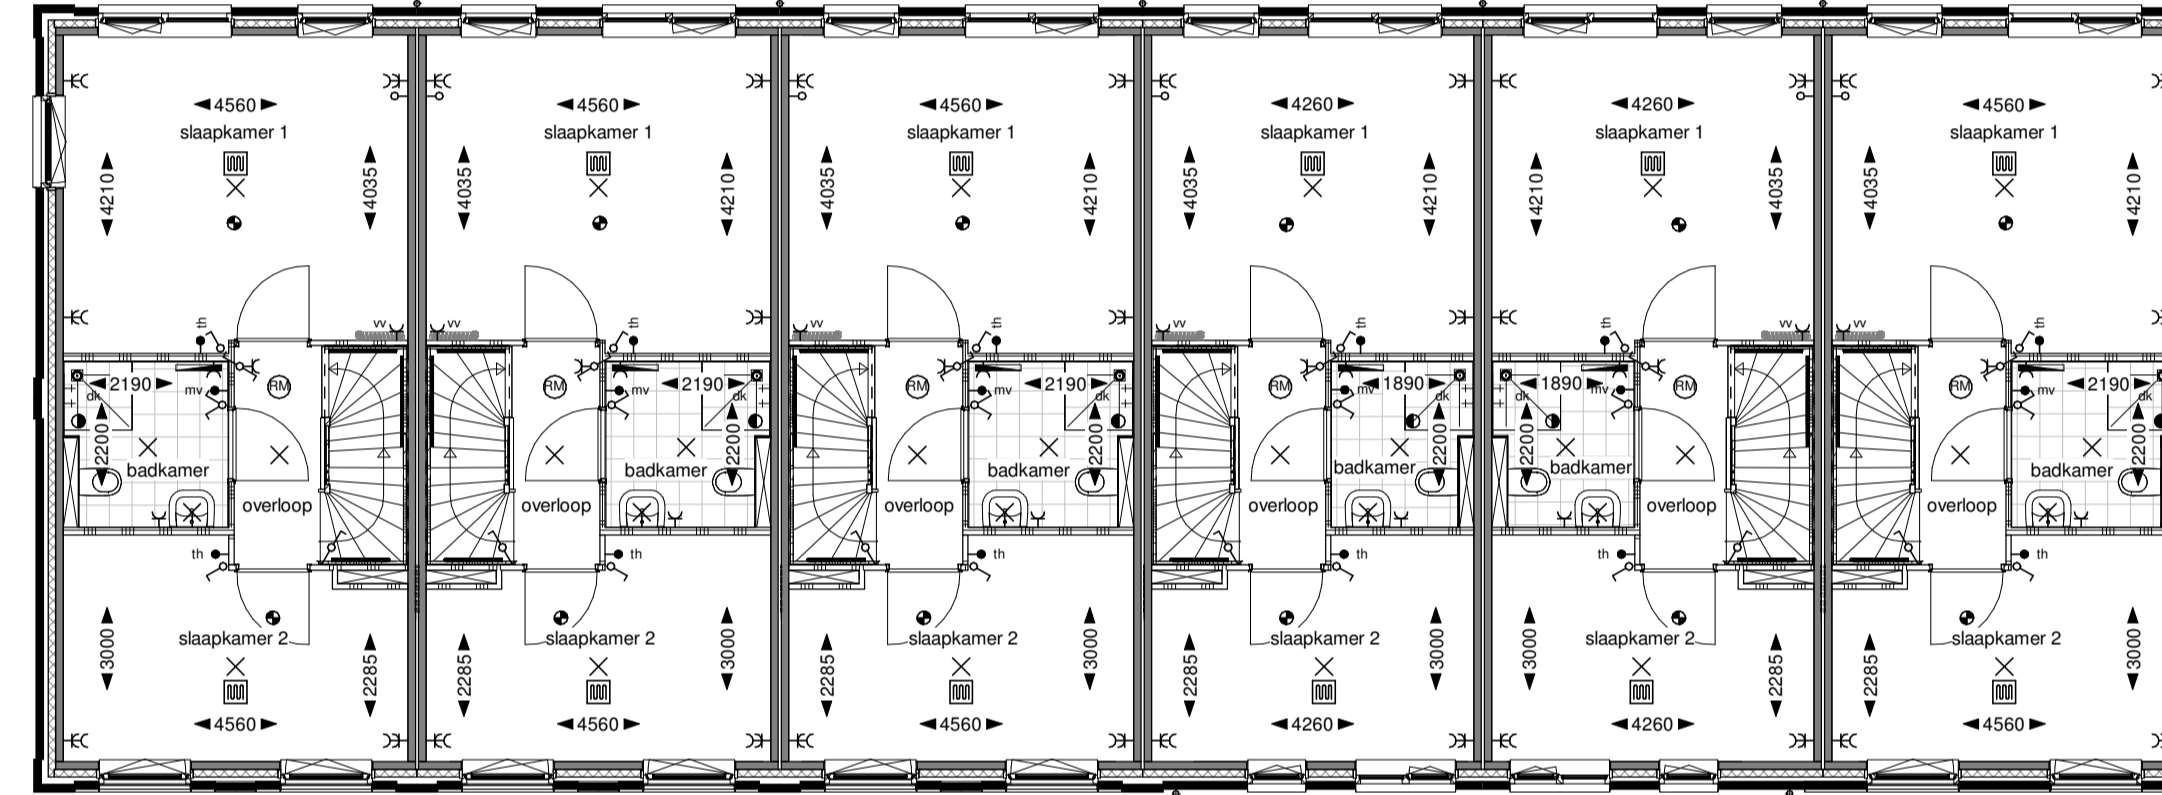 4560 4560 4560 4260 4260 4560
slaapkamer 1 slaapkamer 1 slaapkamer 1 slaapkamer 1 slaapkamer 1 slaapkamer 1
4210 4035 4035 4210 4035 4210 4035 4210 4210 4035 4035 4210
th vv vv th vv th vv th th vv vv th
2190 RM RM 2190 RM 2190 RM 1890 1890 RM RM 2190
dk mv mv dk mv dk mv dk dk mv mv dk
2200 2200 2200 2200 2200 2200
badkamer badkamer badkamer badkamer badkamer badkamer
overloop overloop overloop overloop overloop overloop
th th th th th th
slaapkamer 2 slaapkamer 2 slaapkamer 2 slaapkamer 2 slaapkamer 2 slaapkamer 2
3000 2285 2285 3000 2285 3000 2285 3000 3000 2285 2285 3000
4560 4560 4560 4260 4260 4560